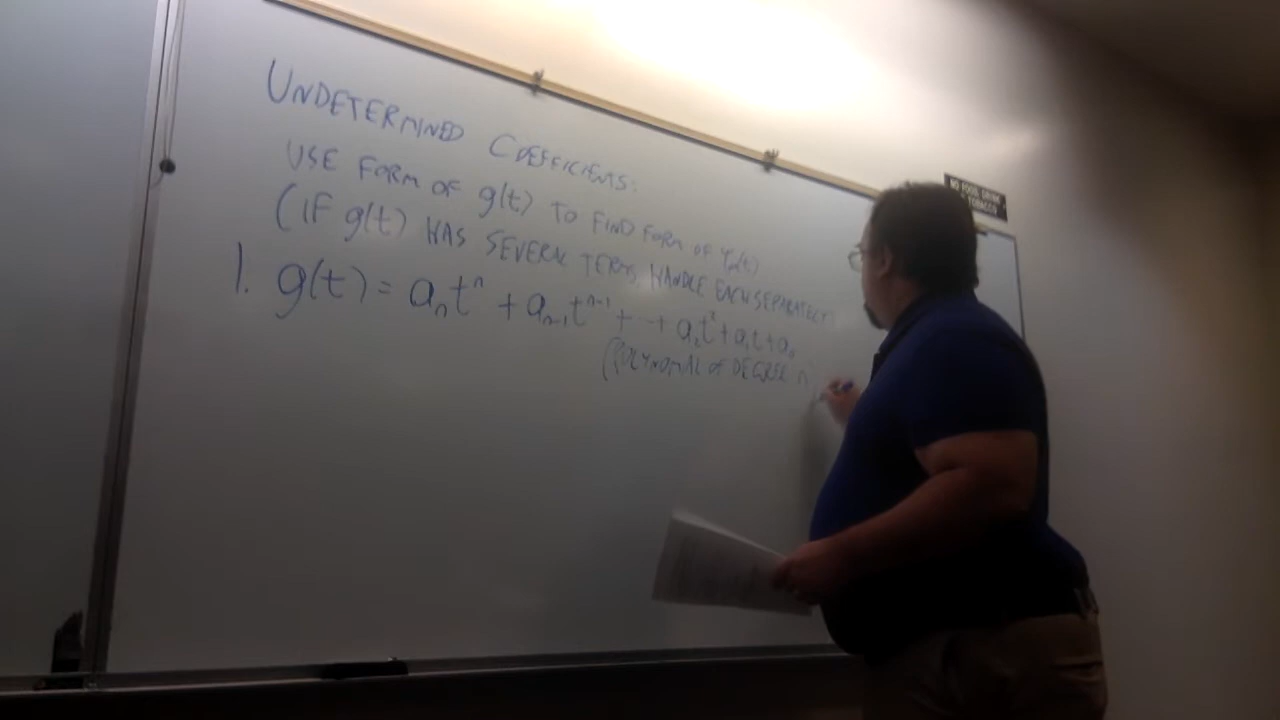 UNDETERMINED COEFFICIENTS:
USE FORM OF g(t) TO FIND FORM OF Yp(t)
(IF g(t) HAS SEVERAL TERMS, HANDLE EACH SEPARATELY)
1. g(t) = aₙtⁿ + aₙ₋₁tⁿ⁻¹ + ··· + a₂t² + a₁t + a₀
(POLYNOMIAL OF DEGREE n)
NO FOOD, DRINK
TOBACCO